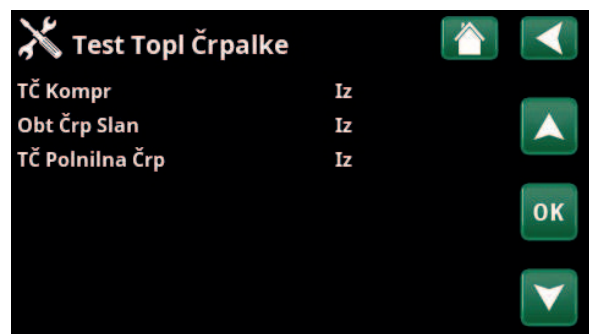 Test Topl Črpalke
TČ Kompr Iz
Obt Črp Slan Iz
TČ Polnilna Črp Iz
OK